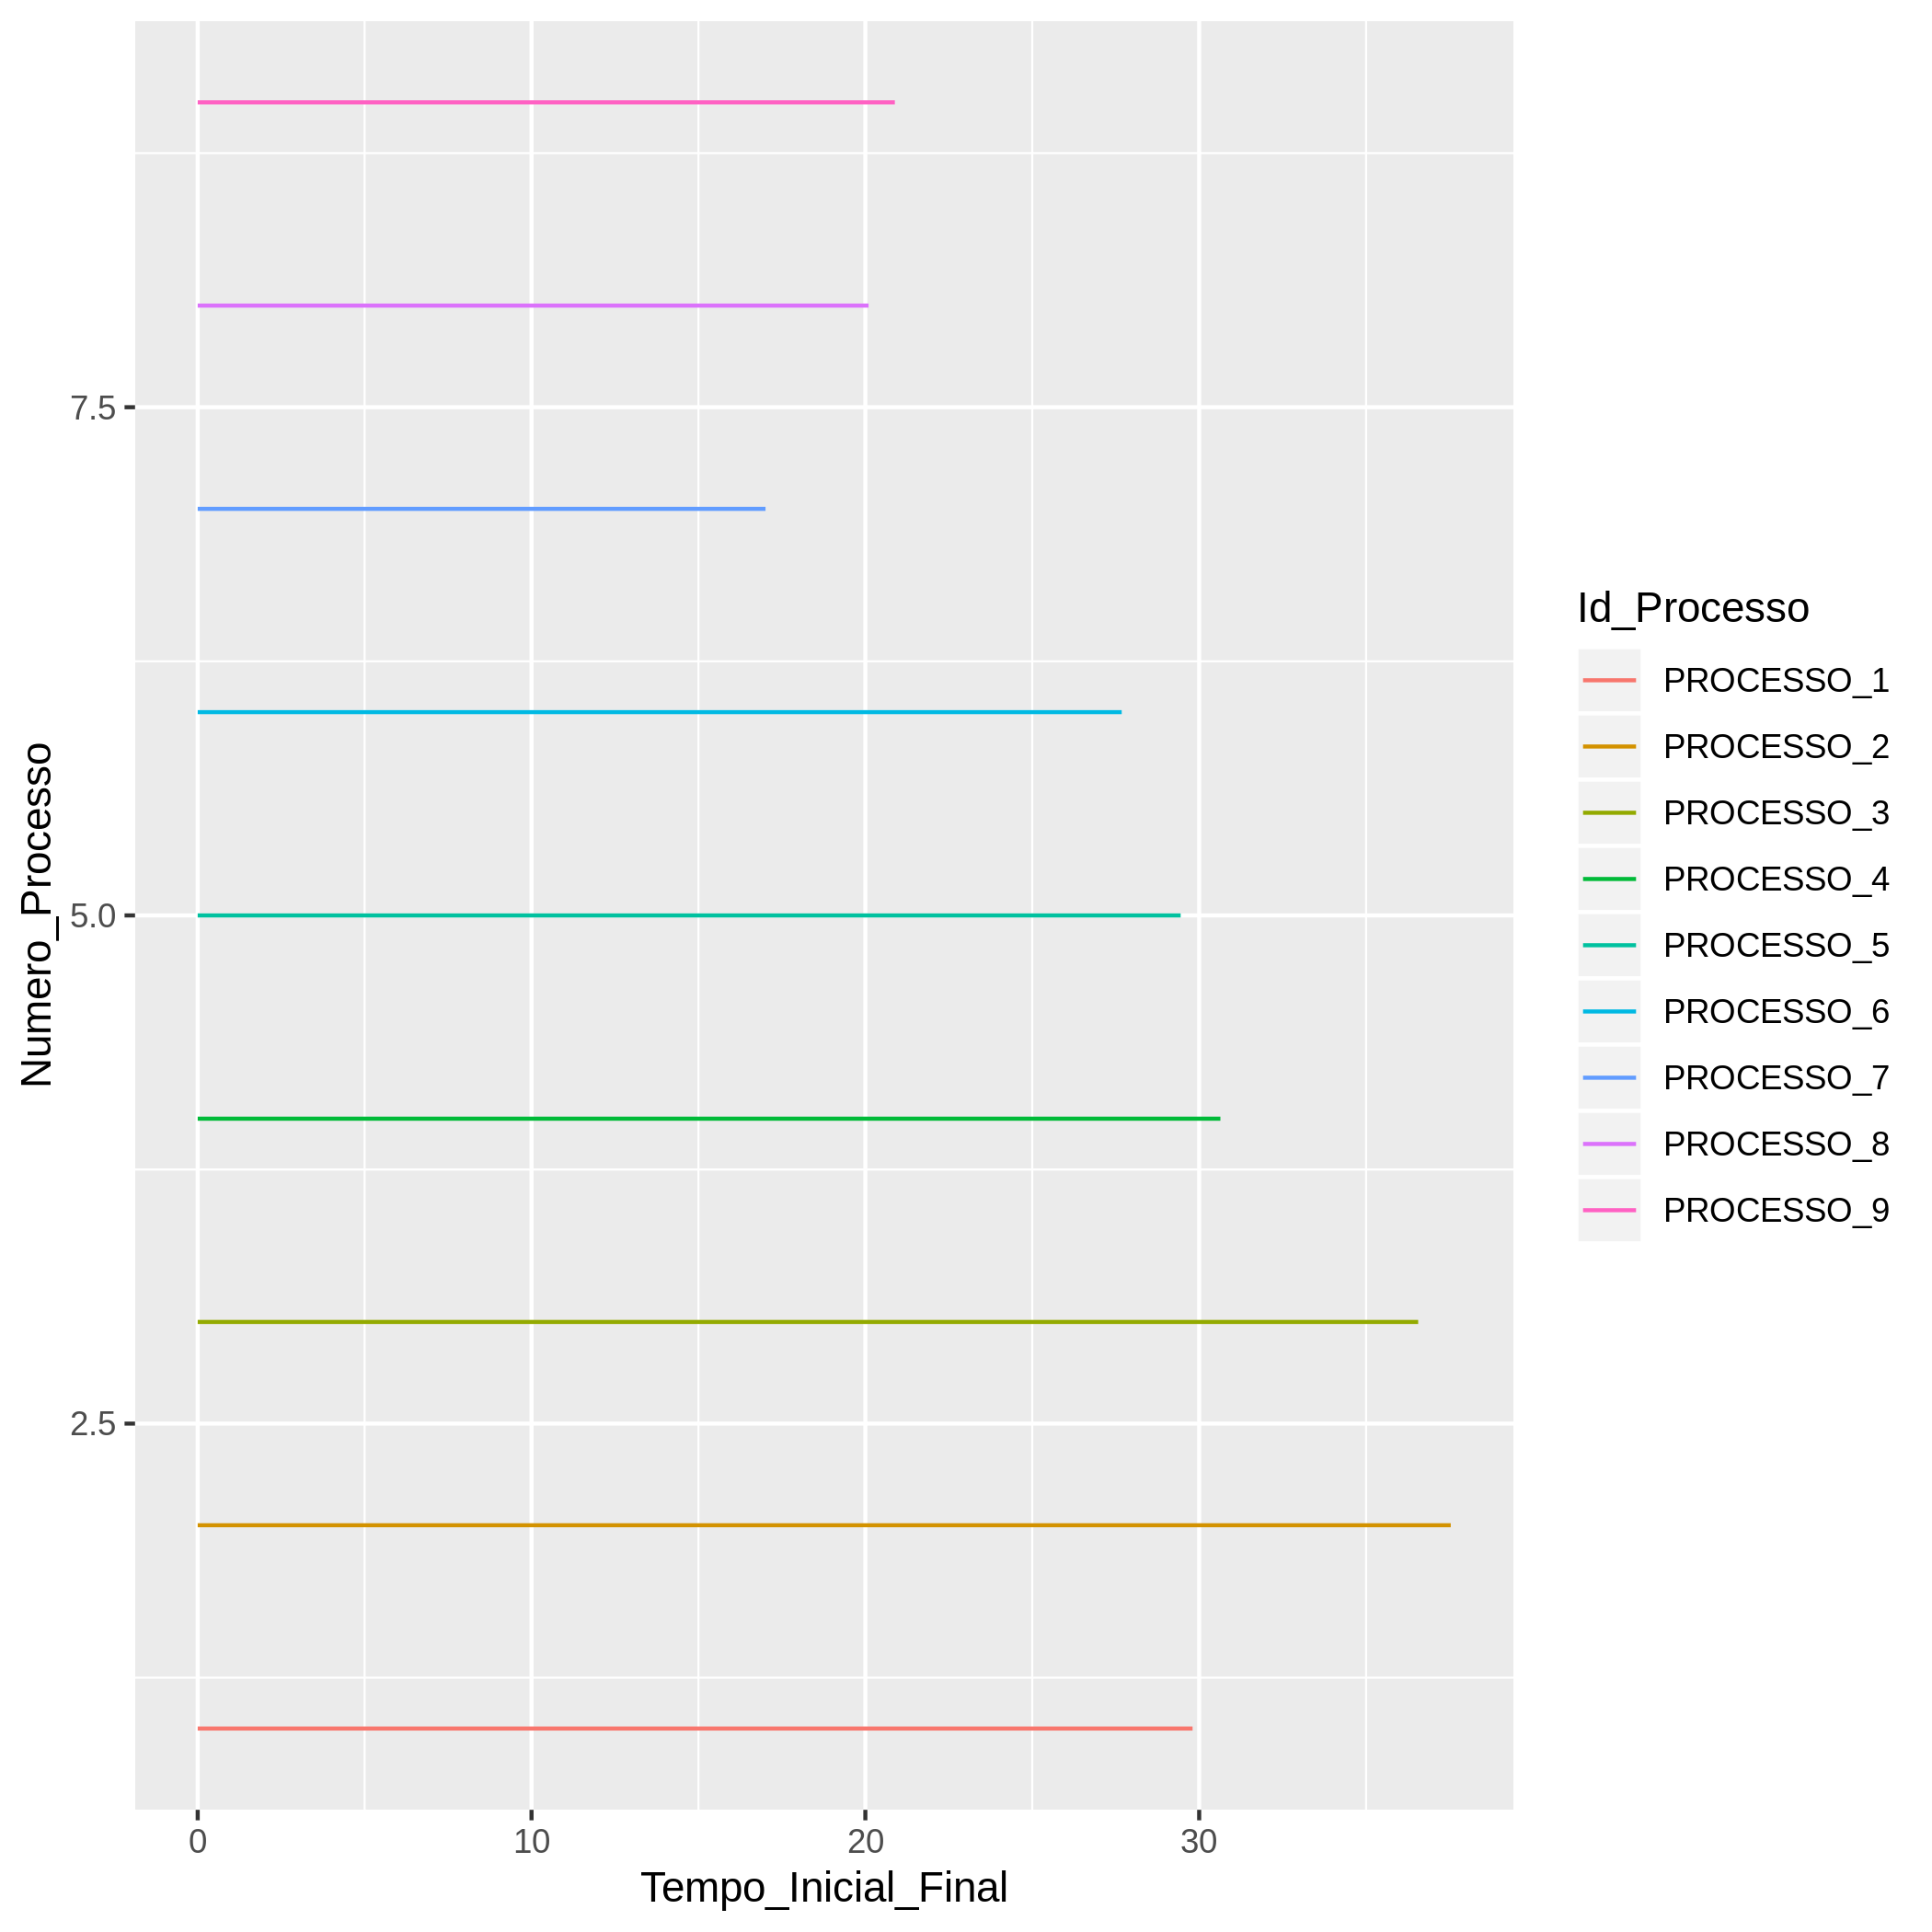 Numero_Processo
7.5
5.0
2.5
0 10 20 30
Tempo_Inicial_Final
Id_Processo
PROCESSO_1
PROCESSO_2
PROCESSO_3
PROCESSO_4
PROCESSO_5
PROCESSO_6
PROCESSO_7
PROCESSO_8
PROCESSO_9